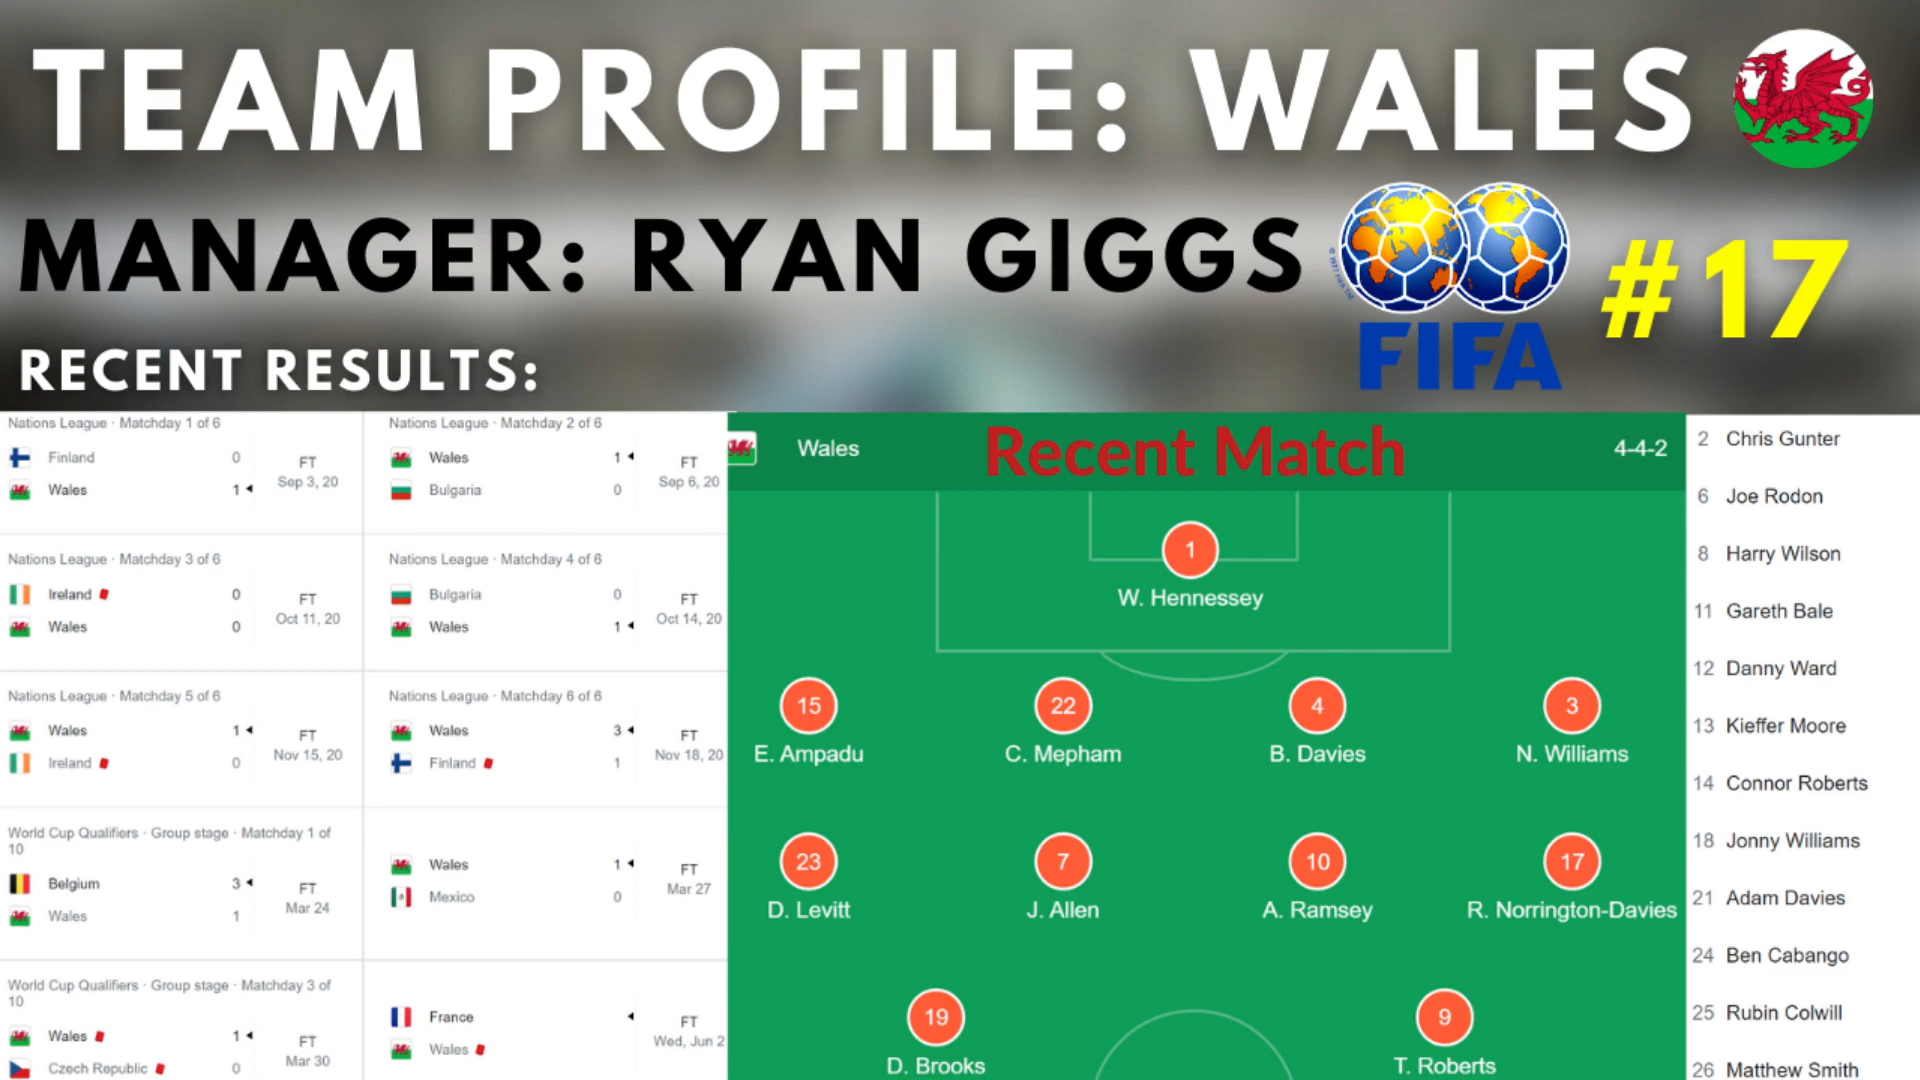 TEAM PROFILE: WALES
MANAGER: RYAN GIGGS
FIFA
#17
RECENT RESULTS:
Nations League · Matchday 1 of 6
Finland 0
Wales 1
FT
Sep 3, 20
Nations League · Matchday 2 of 6
Wales 1
Bulgaria 0
FT
Sep 6, 20
Nations League · Matchday 3 of 6
Ireland 0
Wales 0
FT
Oct 11, 20
Nations League · Matchday 4 of 6
Bulgaria 0
Wales 1
FT
Oct 14, 20
Nations League · Matchday 5 of 6
Wales 1
Ireland 0
FT
Nov 15, 20
Nations League · Matchday 6 of 6
Wales 3
Finland 1
FT
Nov 18, 20
World Cup Qualifiers · Group stage · Matchday 1 of
10
Belgium 3
Wales 1
FT
Mar 24
Wales 1
Mexico 0
FT
Mar 27
World Cup Qualifiers · Group stage · Matchday 3 of
10
Wales 1
Czech Republic 0
FT
Mar 30
France
Wales
FT
Wed, Jun 2
Wales
Recent Match
4-4-2
1
W. Hennessey
15
E. Ampadu
22
C. Mepham
4
B. Davies
3
N. Williams
23
D. Levitt
7
J. Allen
10
A. Ramsey
17
R. Norrington-Davies
19
D. Brooks
9
T. Roberts
2 Chris Gunter
6 Joe Rodon
8 Harry Wilson
11 Gareth Bale
12 Danny Ward
13 Kieffer Moore
14 Connor Roberts
18 Jonny Williams
21 Adam Davies
24 Ben Cabango
25 Rubin Colwill
26 Matthew Smith